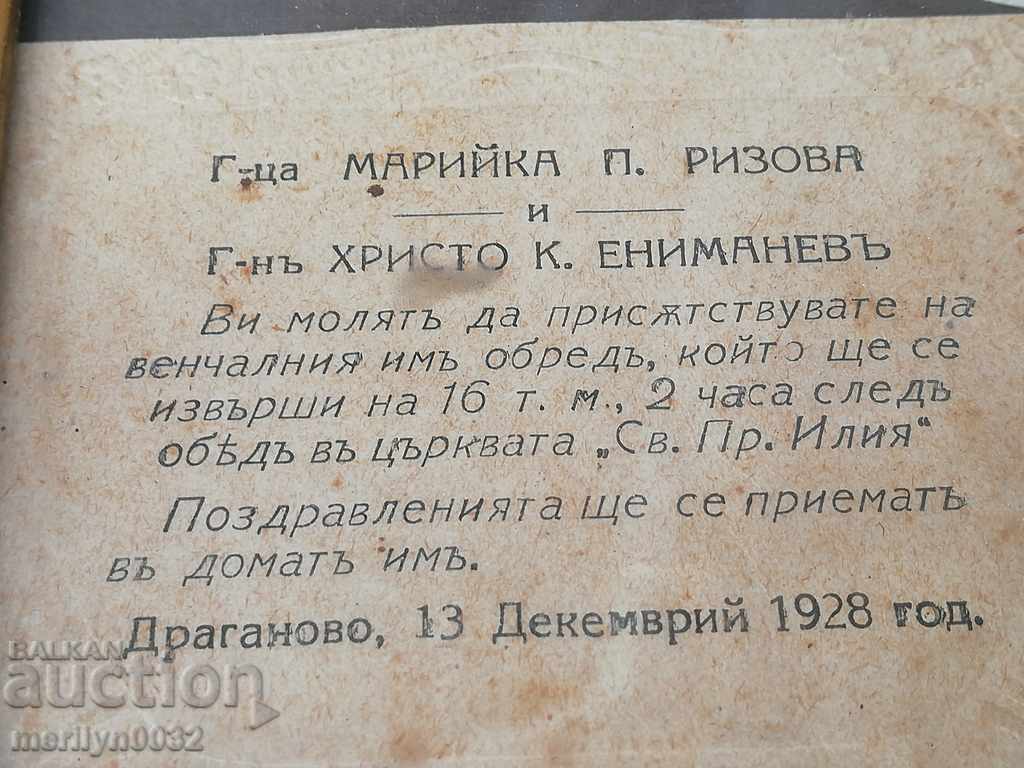 Г-ца МАРИЙКА П. РИЗОВА
и
Г-нъ ХРИСТО К. ЕНИМАНЕВЪ
Ви молятъ да присѫтствувате на
венчалния имъ обредъ, който ще се
извърши на 16 т. м., 2 часа следъ
обѣдъ въ църквата „Св. Пр. Илия“
Поздравленията ще се приематъ
въ доматъ имъ.
Драганово, 13 Декемврий 1928 год.
BALKAN
auction
merilyn0032